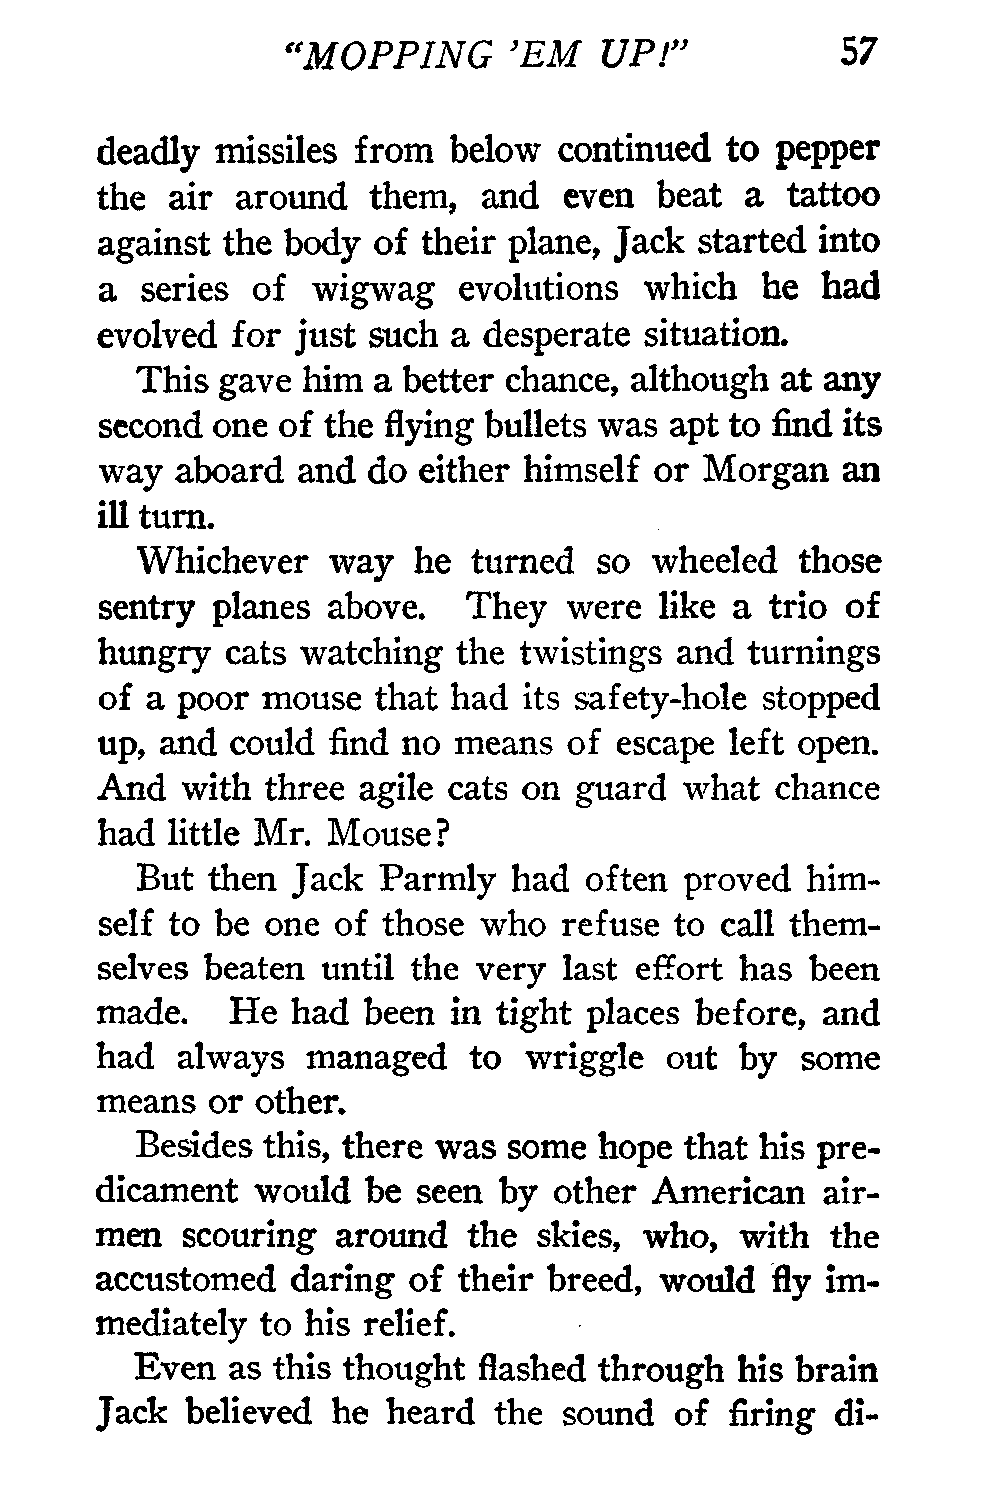 "MOPPING 'EM UP!" 57
deadly missiles from below continued to pepper
the air around them, and even beat a tattoo
against the body of their plane, Jack started into
a series of wigwag evolutions which he had
evolved for just such a desperate situation.
This gave him a better chance, although at any
second one of the flying bullets was apt to find its
way aboard and do either himself or Morgan an
ill turn.
Whichever way he turned so wheeled those
sentry planes above. They were like a trio of
hungry cats watching the twistings and turnings
of a poor mouse that had its safety-hole stopped
up, and could find no means of escape left open.
And with three agile cats on guard what chance
had little Mr. Mouse?
But then Jack Parmly had often proved him-
self to be one of those who refuse to call them-
selves beaten until the very last effort has been
made. He had been in tight places before, and
had always managed to wriggle out by some
means or other.
Besides this, there was some hope that his pre-
dicament would be seen by other American air-
men scouring around the skies, who, with the
accustomed daring of their breed, would fly im-
mediately to his relief.
Even as this thought flashed through his brain
Jack believed he heard the sound of firing di-